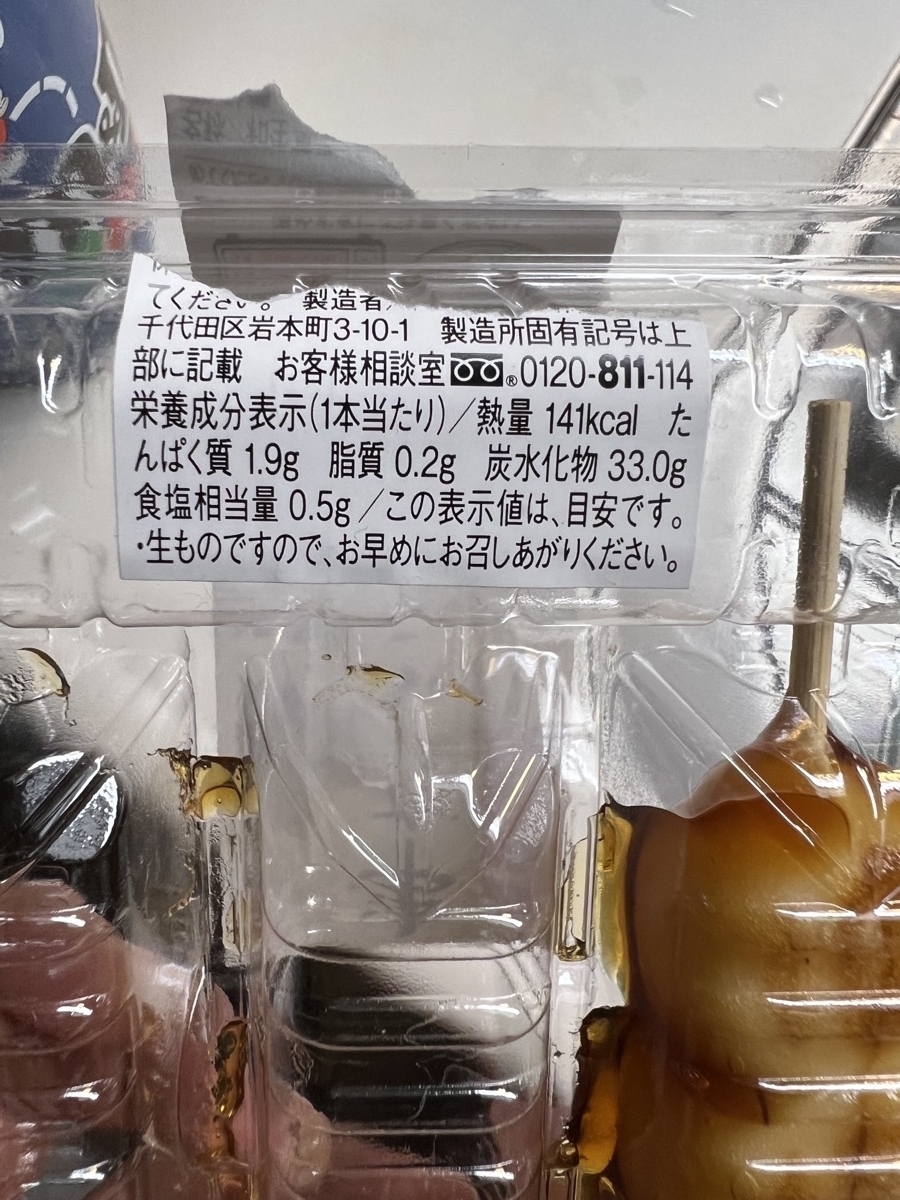 てください。 製造者/
千代田区岩本町3-10-1 製造所固有記号は上
部に記載 お客様相談室 ®0120-811-114
栄養成分表示(1本当たり)/熱量 141kcal た
んぱく質 1.9g 脂質 0.2g 炭水化物 33.0g
食塩相当量 0.5g/この表示値は、目安です。
・生ものですので、お早めにお召しあがりください。